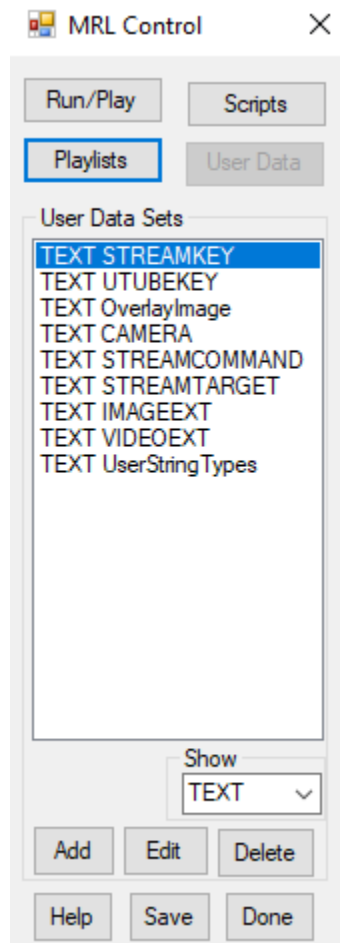 MRL Control
Run/Play Scripts
Playlists User Data
User Data Sets
TEXT STREAMKEY
TEXT UTUBEKEY
TEXT OverlayImage
TEXT CAMERA
TEXT STREAMCOMMAND
TEXT STREAMTARGET
TEXT IMAGEEXT
TEXT VIDEOEXT
TEXT UserStringTypes
Show
TEXT
Add Edit Delete
Help Save Done